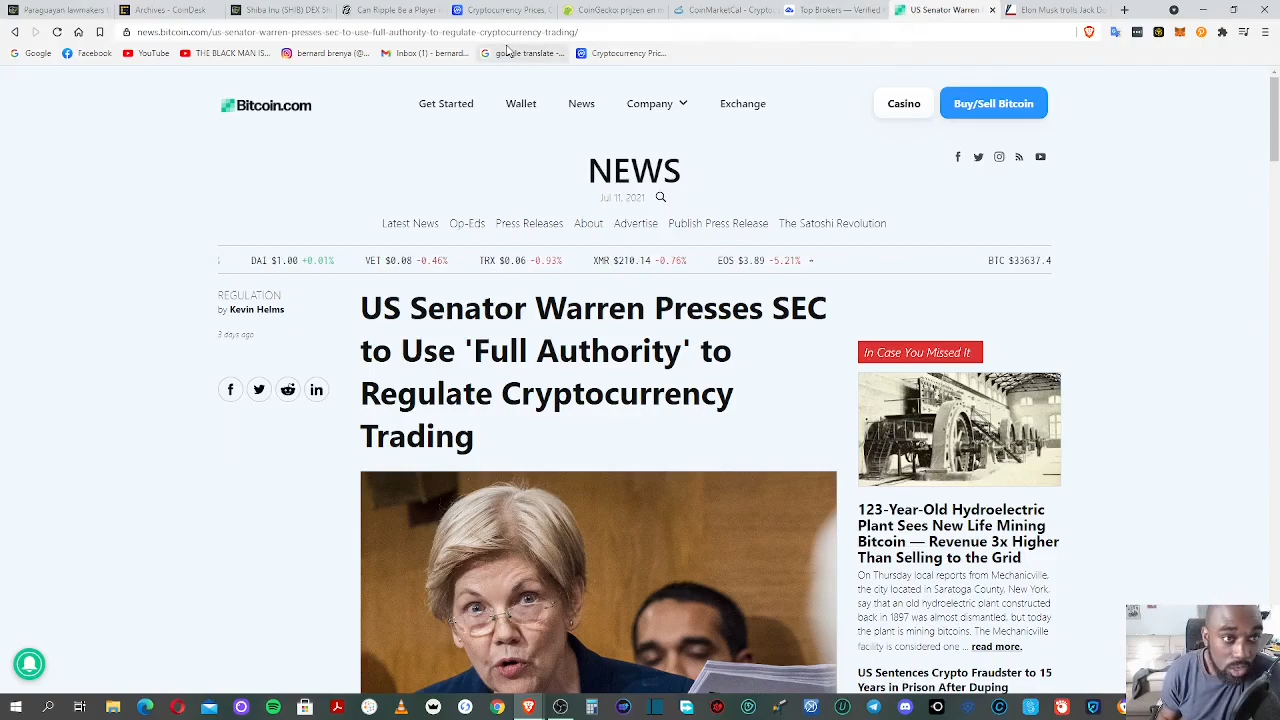 Paraguayan lawmakers
Archives – CoinDesk
Shiba Inu (SHIB) DEX Sh
Can Ripple Be a Player
Cryptocurrency Prices, C
CoinGecko prijzen en m
CoinMarketCap - Crypto
Top Brokers — Verified
US Senator Warren
Elon Musk trolls Jack Do
news.bitcoin.com/us-senator-warren-presses-sec-to-use-full-authority-to-regulate-cryptocurrency-trading/
Google
Facebook
YouTube
THE BLACK MAN IS...
bernard brenya (@...
Inbox (1) - bernard...
google translate -...
Cryptocurrency Pric...
Bitcoin.com
Get Started
Wallet
News
Company
Exchange
Casino
Buy/Sell Bitcoin
NEWS
Jul 11, 2021
Latest News
Op-Eds
Press Releases
About
Advertise
Publish Press Release
The Satoshi Revolution
DAI $1.00 +0.01%
VET $0.08 -0.46%
TRX $0.06 -0.93%
XMR $210.14 -0.76%
EOS $3.89 -5.21%
BTC $33637.4
REGULATION
by Kevin Helms
3 days ago
US Senator Warren Presses SEC
to Use 'Full Authority' to
Regulate Cryptocurrency
Trading
In Case You Missed It
123-Year-Old Hydroelectric
Plant Sees New Life Mining
Bitcoin — Revenue 3x Higher
Than Selling to the Grid
On Thursday local reports from Mechanicville,
the city located in Saratoga County, New York,
say that an old hydroelectric plant constructed
back in 1897 was almost dismantled, but today
the plant is mining bitcoins. The Mechanicville
facility is considered one ... read more.
US Sentences Crypto Fraudster to 15
Years in Prison After Duping